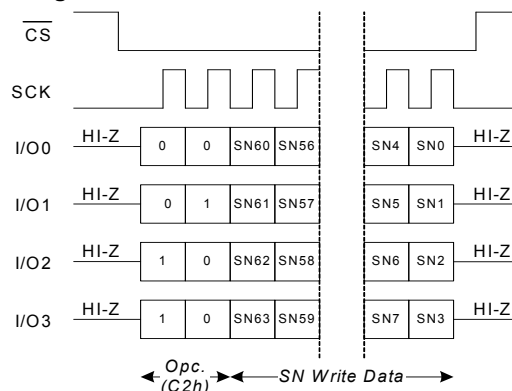 CS
SCK
I/O0 HI-Z 0 0 SN60 SN56 SN4 SN0 HI-Z
I/O1 HI-Z 0 1 SN61 SN57 SN5 SN1 HI-Z
I/O2 HI-Z 1 0 SN62 SN58 SN6 SN2 HI-Z
I/O3 HI-Z 1 0 SN63 SN59 SN7 SN3 HI-Z
Opc.
(C2h) SN Write Data